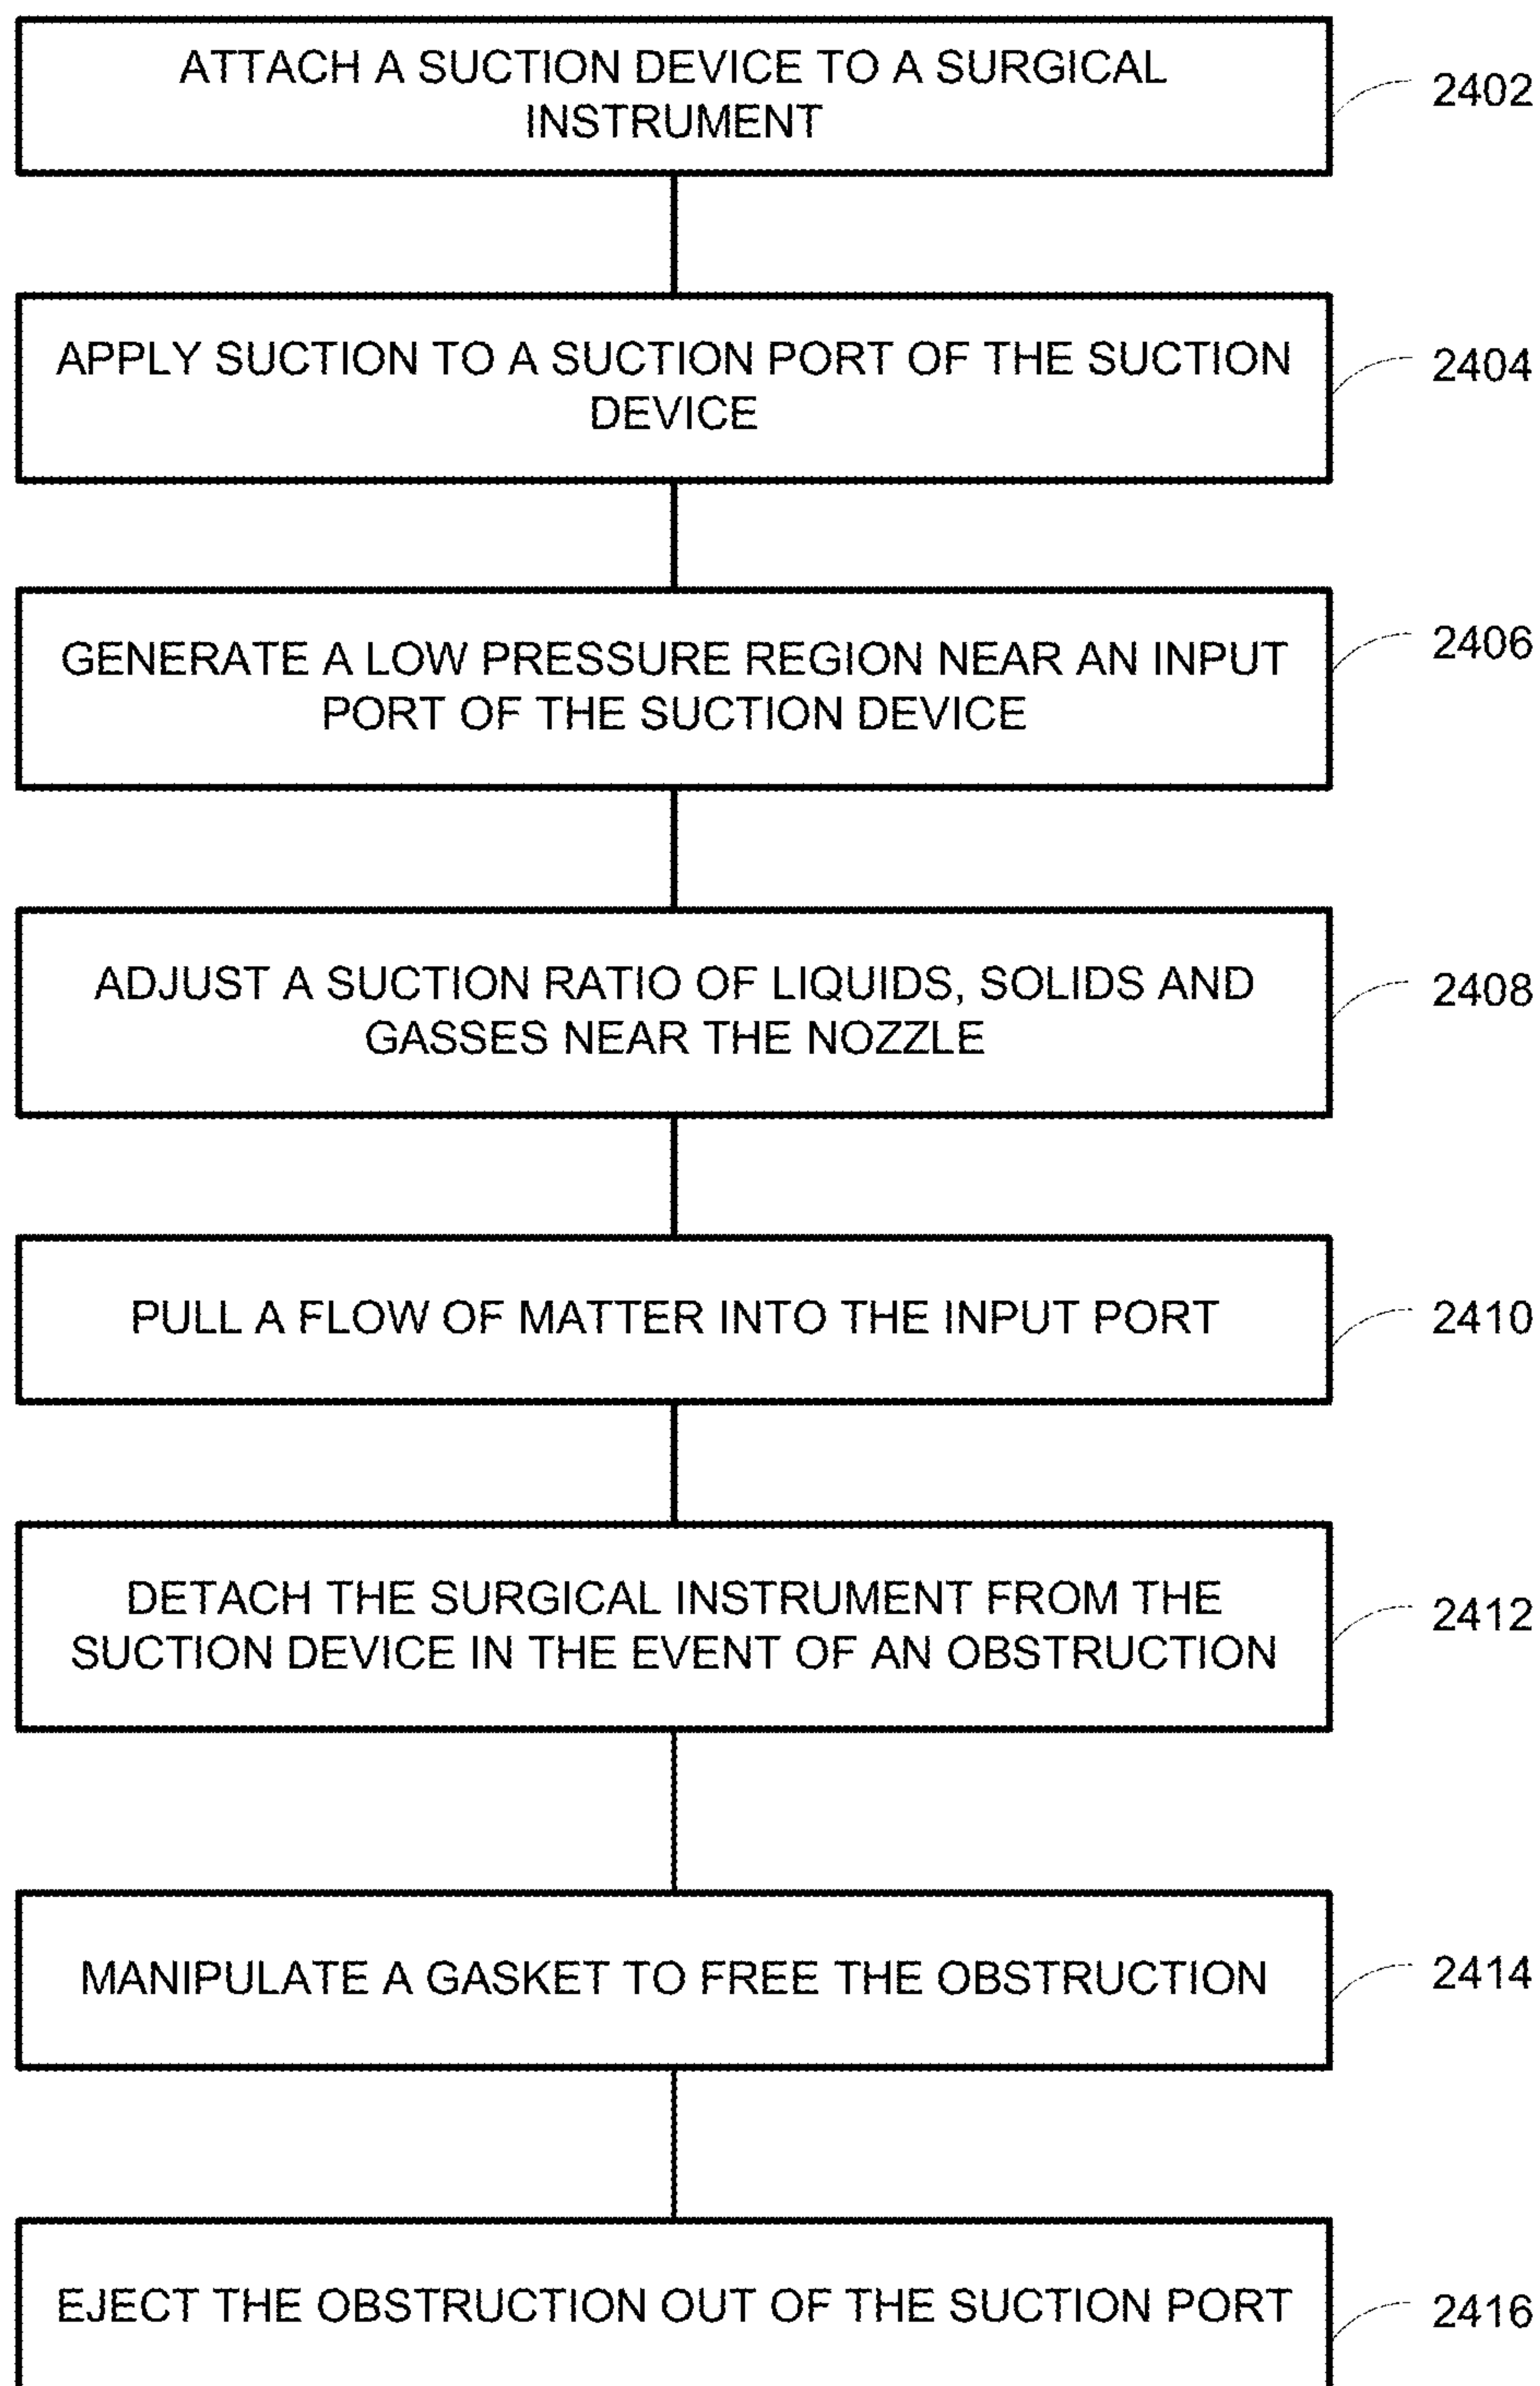 ATTACH A SUCTION DEVICE TO A SURGICAL
INSTRUMENT
2402
APPLY SUCTION TO A SUCTION PORT OF THE SUCTION
DEVICE
2404
GENERATE A LOW PRESSURE REGION NEAR AN INPUT
PORT OF THE SUCTION DEVICE
2406
ADJUST A SUCTION RATIO OF LIQUIDS, SOLIDS AND
GASSES NEAR THE NOZZLE
2408
PULL A FLOW OF MATTER INTO THE INPUT PORT
2410
DETACH THE SURGICAL INSTRUMENT FROM THE
SUCTION DEVICE IN THE EVENT OF AN OBSTRUCTION
2412
MANIPULATE A GASKET TO FREE THE OBSTRUCTION
2414
EJECT THE OBSTRUCTION OUT OF THE SUCTION PORT
2416